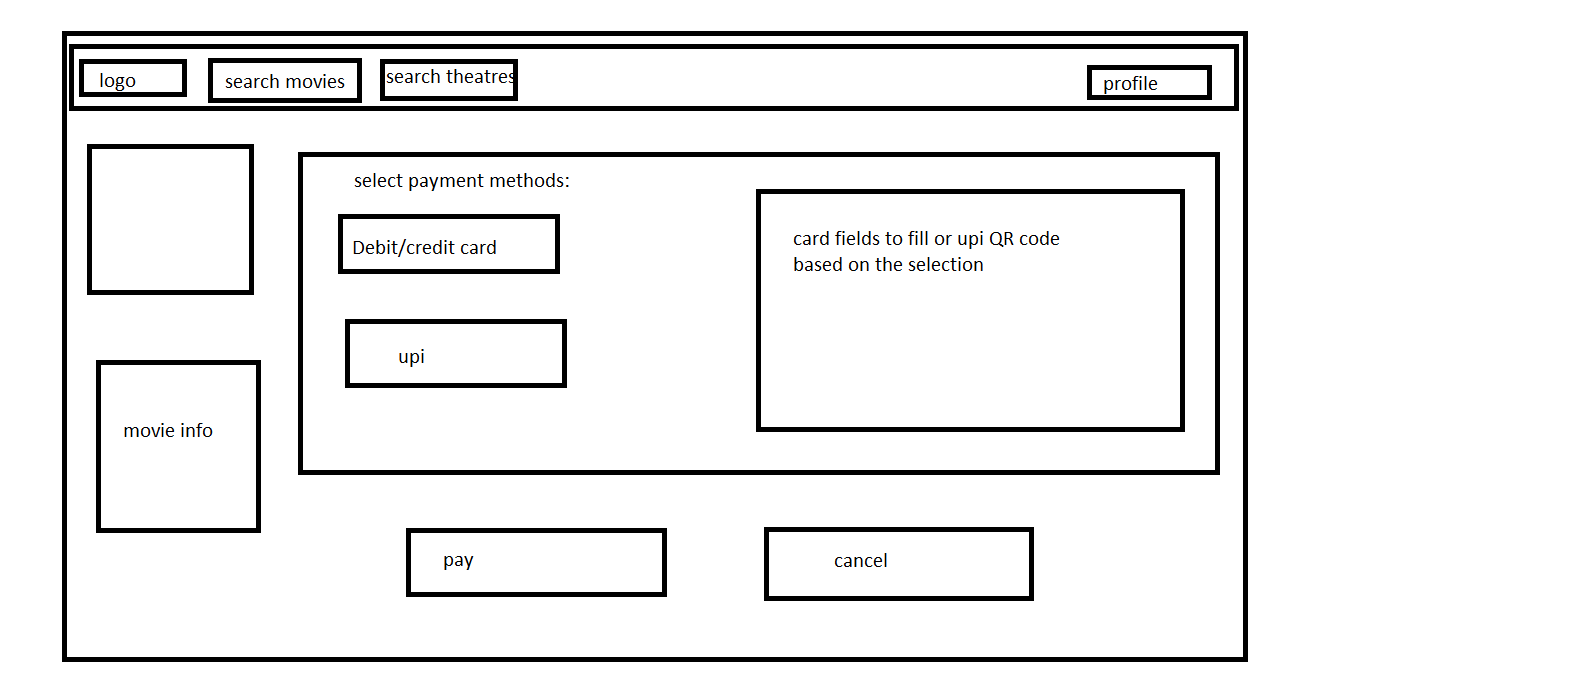 logo
search movies
search theatres
profile
select payment methods:
Debit/credit card
upi
card fields to fill or upi QR code
based on the selection
movie info
pay
cancel